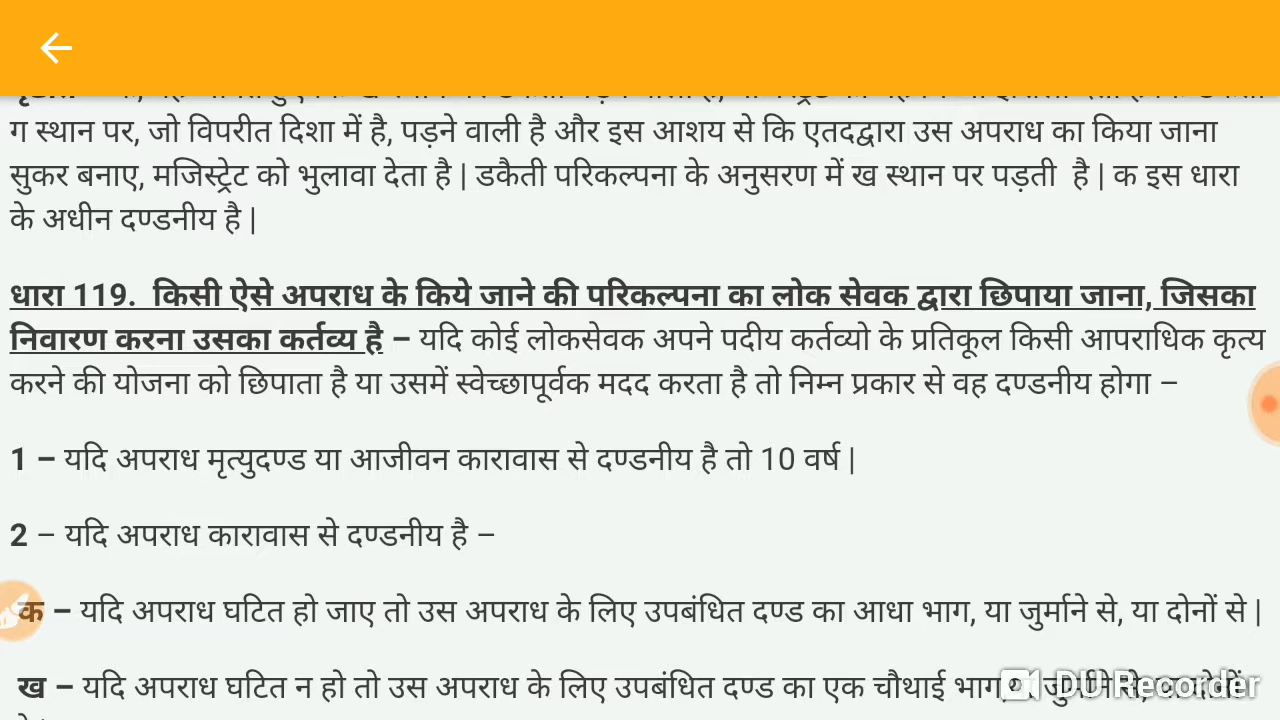 ग स्थान पर, जो विपरीत दिशा में है, पड़ने वाली है और इस आशय से कि एतदद्वारा उस अपराध का किया जाना
सुकर बनाए, मजिस्ट्रेट को भुलावा देता है | डकैती परिकल्पना के अनुसरण में ख स्थान पर पड़ती है | क इस धारा
के अधीन दण्डनीय है |
धारा 119. किसी ऐसे अपराध के किये जाने की परिकल्पना का लोक सेवक द्वारा छिपाया जाना, जिसका
निवारण करना उसका कर्तव्य है – यदि कोई लोकसेवक अपने पदीय कर्तव्यो के प्रतिकूल किसी आपराधिक कृत्य
करने की योजना को छिपाता है या उसमें स्वेच्छापूर्वक मदद करता है तो निम्न प्रकार से वह दण्डनीय होगा –
1 – यदि अपराध मृत्युदण्ड या आजीवन कारावास से दण्डनीय है तो 10 वर्ष |
2 – यदि अपराध कारावास से दण्डनीय है –
क – यदि अपराध घटित हो जाए तो उस अपराध के लिए उपबंधित दण्ड का आधा भाग, या जुर्माने से, या दोनों से |
ख – यदि अपराध घटित न हो तो उस अपराध के लिए उपबंधित दण्ड का एक चौथाई भाग, जुर्माने से, या दोनों
DU Recorder